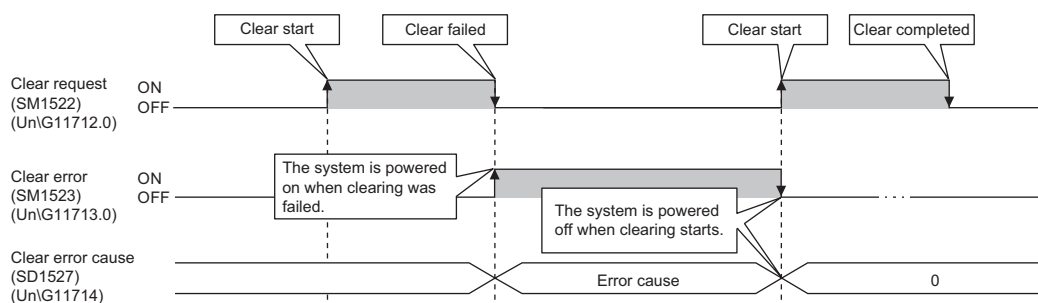 Clear start
Clear failed
Clear start
Clear completed
Clear request
(SM1522)
(Un\G11712.0)
ON
OFF
Clear error
(SM1523)
(Un\G11713.0)
ON
OFF
The system is powered
on when clearing was
failed.
The system is powered
off when clearing starts.
Clear error cause
(SD1527)
(Un\G11714)
Error cause
0